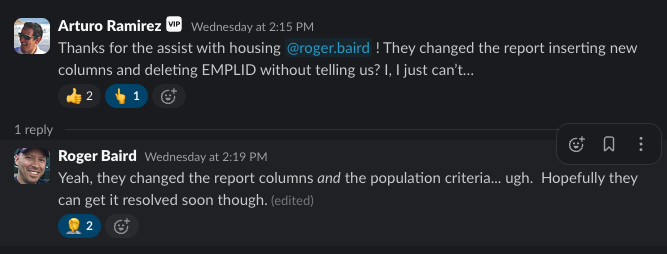 Arturo Ramirez VIP Wednesday at 2:15 PM
Thanks for the assist with housing @roger.baird ! They changed the report inserting new
columns and deleting EMPLID without telling us? I, I just can't...
2 1
1 reply
Roger Baird Wednesday at 2:19 PM
Yeah, they changed the report columns and the population criteria... ugh. Hopefully they
can get it resolved soon though. (edited)
2